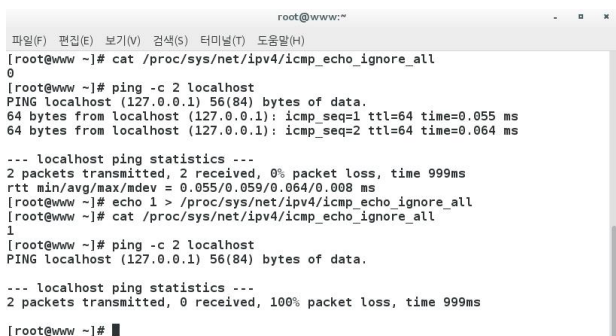 root@www:~
파일(F) 편집(E) 보기(V) 검색(S) 터미널(T) 도움말(H)
[root@www ~]# cat /proc/sys/net/ipv4/icmp_echo_ignore_all
0
[root@www ~]# ping -c 2 localhost
PING localhost (127.0.0.1) 56(84) bytes of data.
64 bytes from localhost (127.0.0.1): icmp_seq=1 ttl=64 time=0.055 ms
64 bytes from localhost (127.0.0.1): icmp_seq=2 ttl=64 time=0.064 ms

--- localhost ping statistics ---
2 packets transmitted, 2 received, 0% packet loss, time 999ms
rtt min/avg/max/mdev = 0.055/0.059/0.064/0.008 ms
[root@www ~]# echo 1 > /proc/sys/net/ipv4/icmp_echo_ignore_all
[root@www ~]# cat /proc/sys/net/ipv4/icmp_echo_ignore_all
1
[root@www ~]# ping -c 2 localhost
PING localhost (127.0.0.1) 56(84) bytes of data.

--- localhost ping statistics ---
2 packets transmitted, 0 received, 100% packet loss, time 999ms

[root@www ~]#